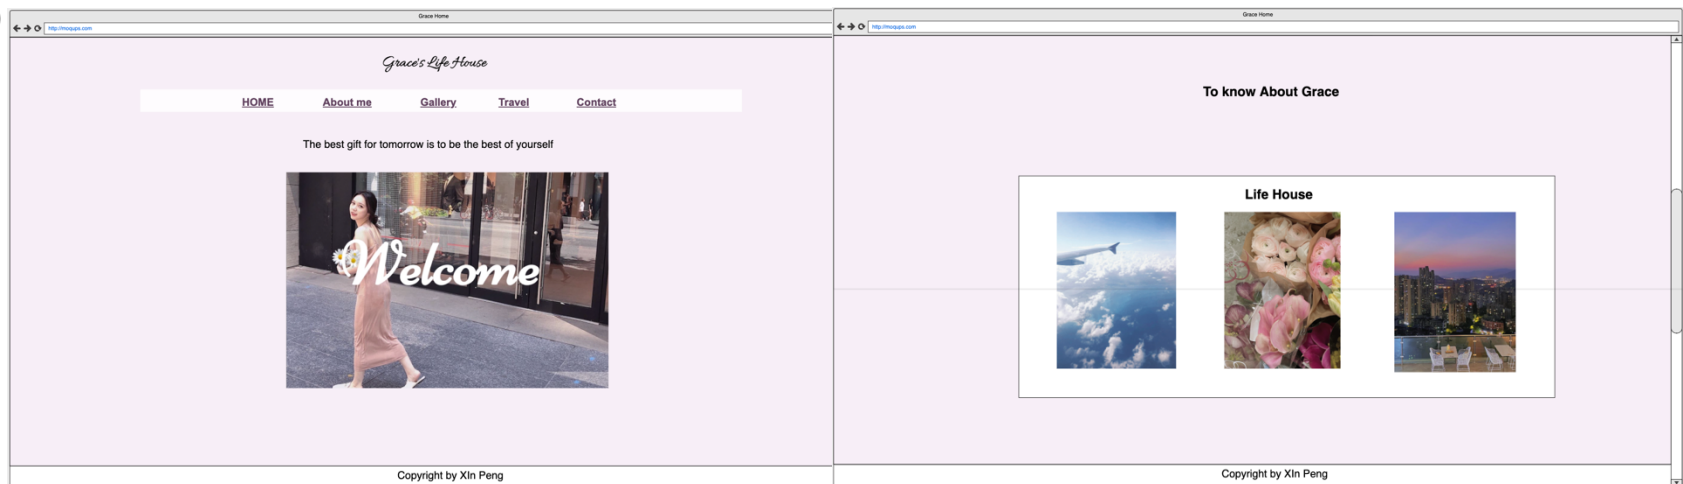 Grace Home
http://moqups.com
Grace's Life House
HOME About me Gallery Travel Contact
The best gift for tomorrow is to be the best of yourself
Welcome
Copyright by XIn Peng
Grace Home
http://moqups.com
To know About Grace
Life House
Copyright by XIn Peng